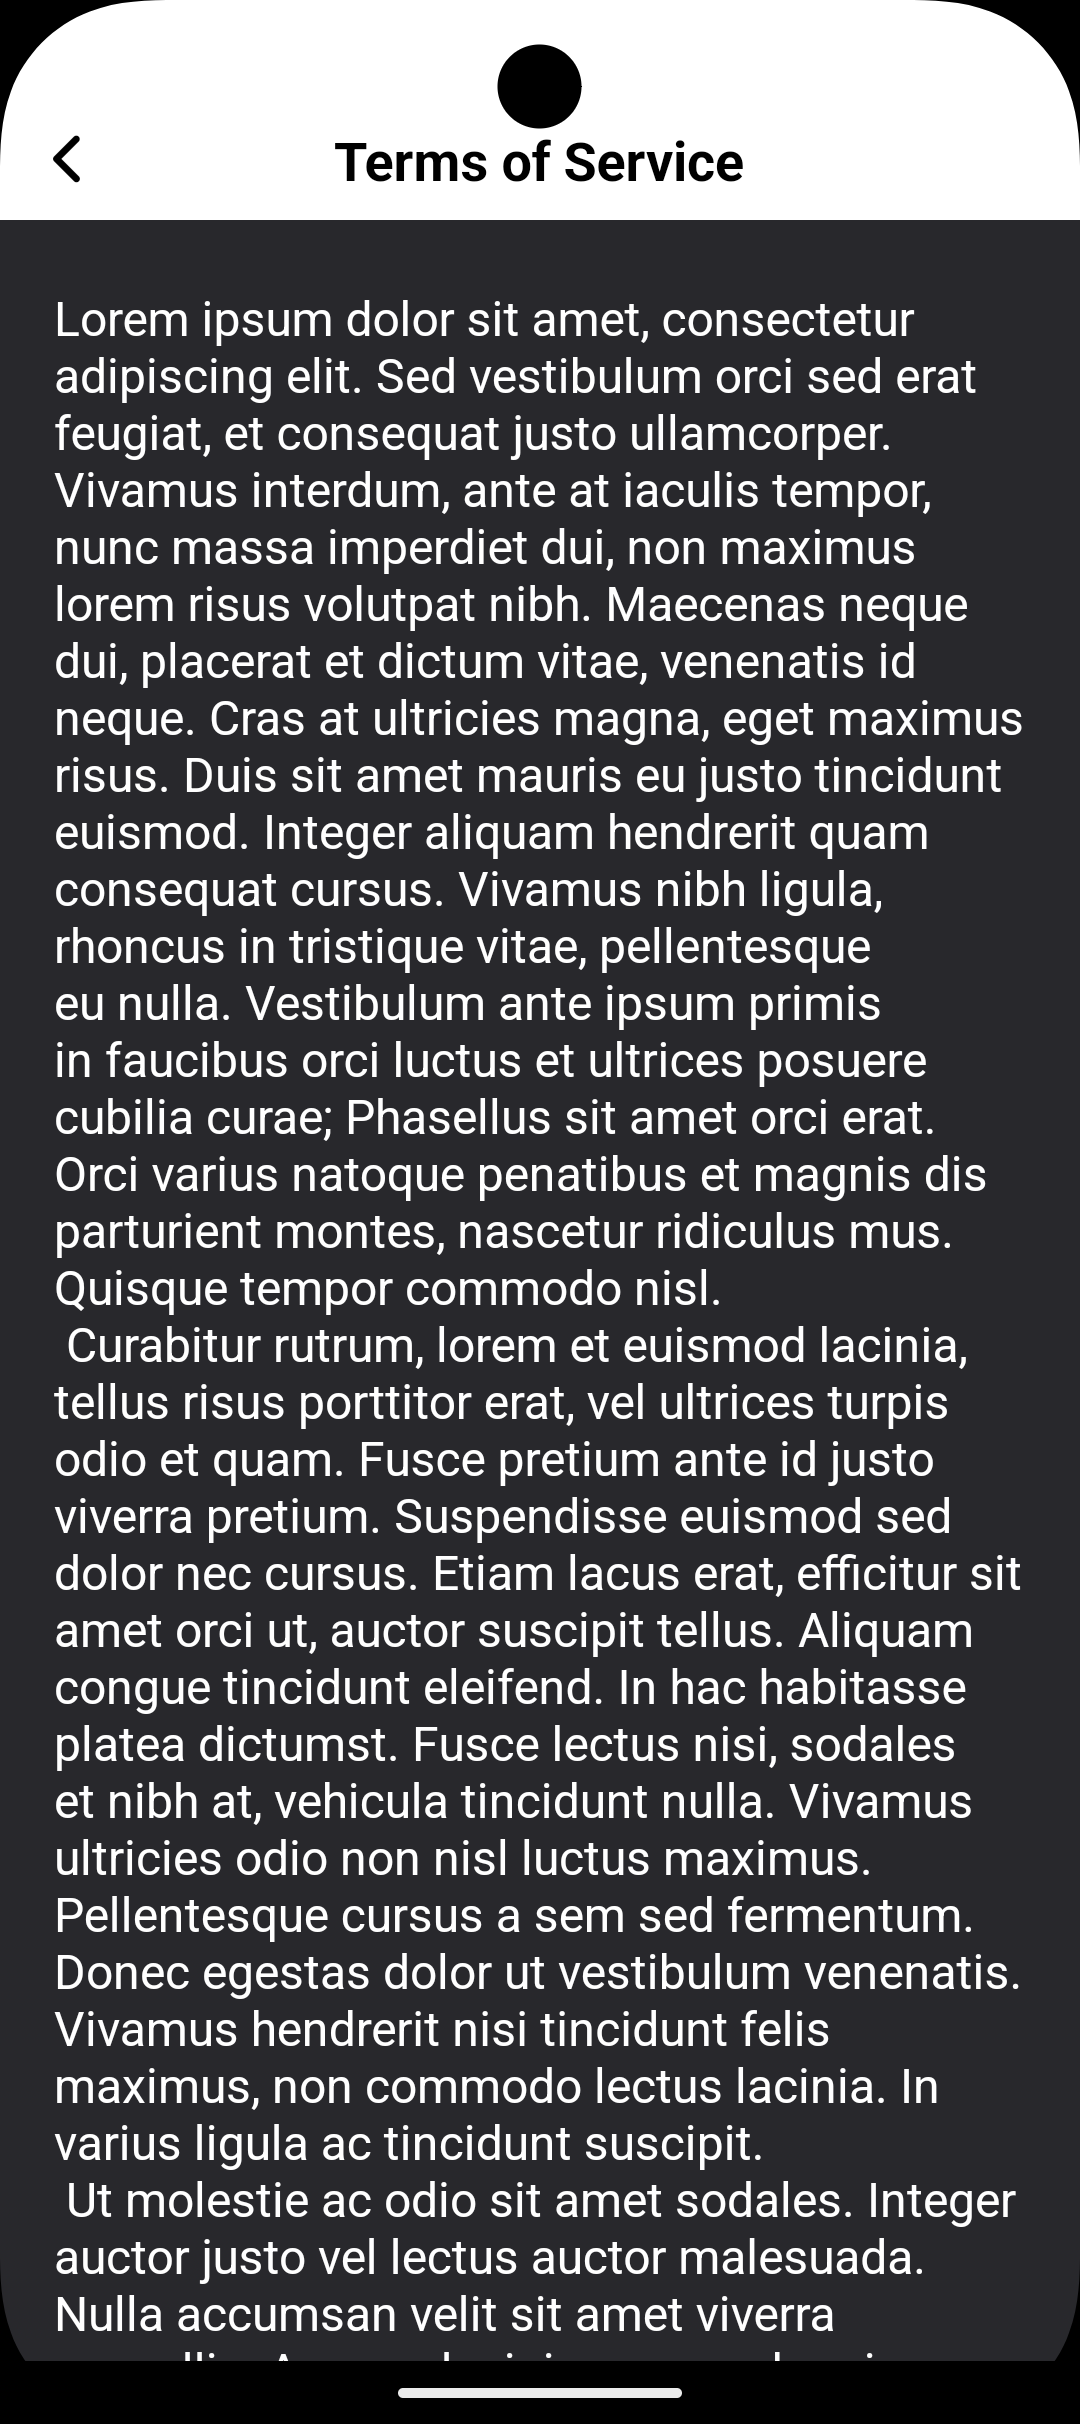 Terms of Service
Lorem ipsum dolor sit amet, consectetur
adipiscing elit. Sed vestibulum orci sed erat
feugiat, et consequat justo ullamcorper.
Vivamus interdum, ante at iaculis tempor,
nunc massa imperdiet dui, non maximus
lorem risus volutpat nibh. Maecenas neque
dui, placerat et dictum vitae, venenatis id
neque. Cras at ultricies magna, eget maximus
risus. Duis sit amet mauris eu justo tincidunt
euismod. Integer aliquam hendrerit quam
consequat cursus. Vivamus nibh ligula,
rhoncus in tristique vitae, pellentesque
eu nulla. Vestibulum ante ipsum primis
in faucibus orci luctus et ultrices posuere
cubilia curae; Phasellus sit amet orci erat.
Orci varius natoque penatibus et magnis dis
parturient montes, nascetur ridiculus mus.
Quisque tempor commodo nisl.
Curabitur rutrum, lorem et euismod lacinia,
tellus risus porttitor erat, vel ultrices turpis
odio et quam. Fusce pretium ante id justo
viverra pretium. Suspendisse euismod sed
dolor nec cursus. Etiam lacus erat, efficitur sit
amet orci ut, auctor suscipit tellus. Aliquam
congue tincidunt eleifend. In hac habitasse
platea dictumst. Fusce lectus nisi, sodales
et nibh at, vehicula tincidunt nulla. Vivamus
ultricies odio non nisl luctus maximus.
Pellentesque cursus a sem sed fermentum.
Donec egestas dolor ut vestibulum venenatis.
Vivamus hendrerit nisi tincidunt felis
maximus, non commodo lectus lacinia. In
varius ligula ac tincidunt suscipit.
Ut molestie ac odio sit amet sodales. Integer
auctor justo vel lectus auctor malesuada.
Nulla accumsan velit sit amet viverra